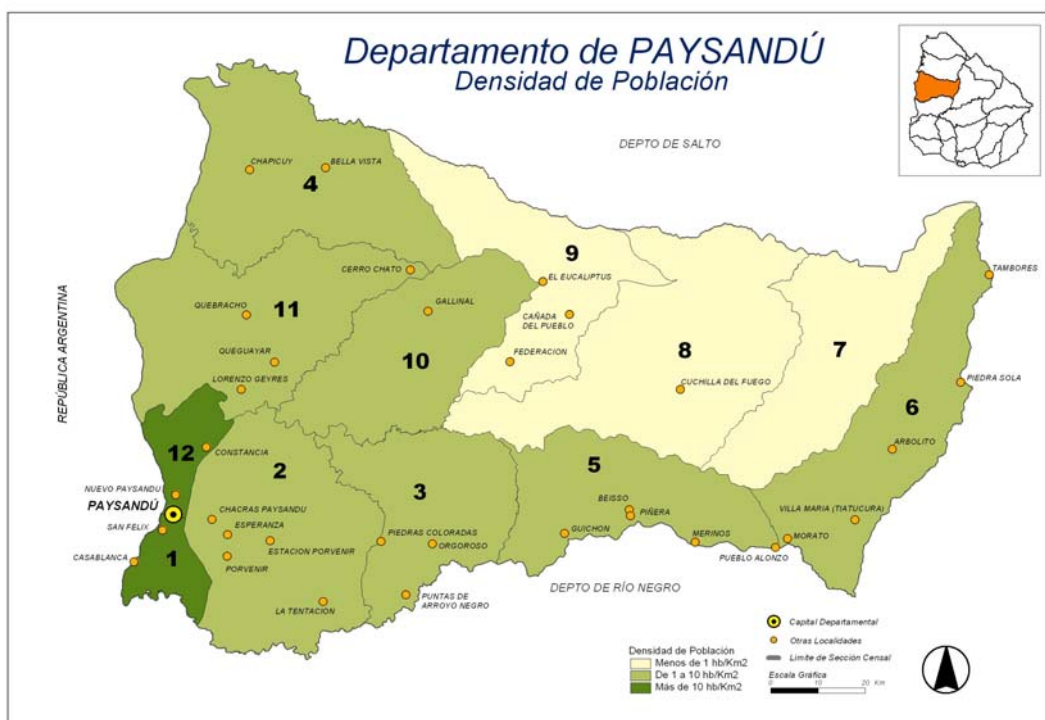 Departamento de PAYSANDÚ
Densidad de Población
DEPTO DE SALTO
CHAPICUY
BELLA VISTA
4
9
CERRO CHATO
EL EUCALIPTUS
TAMBORES
QUEBRACHO
11
GALLINAL
CAÑADA
DEL PUEBLO
REPÚBLICA ARGENTINA
QUEGUAYAR
10
FEDERACION
8
7
LORENZO GEYRES
CUCHILLA DEL FUEGO
PIEDRA SOLA
6
12
CONSTANCIA
ARBOLITO
2
3
5
NUEVO PAYSANDU
PAYSANDÚ
CHACRAS PAYSANDU
BEISSO
PIÑERA
VILLA MARIA (TIATUCURA)
SAN FELIX
ESPERANZA
GUICHON
ESTACION PORVENIR
PIEDRAS COLORADAS
ORGOROSO
MERINOS
MORATO
PUEBLO ALONZO
CASABLANCA
1
PORVENIR
DEPTO DE RÍO NEGRO
LA TENTACION
PUNTAS DE
ARROYO NEGRO
Densidad de Población
Menos de 1 hb/Km2
De 1 a 10 hb/Km2
Más de 10 hb/Km2
Capital Departamental
Otras Localidades
Limite de Sección Censal
Escala Gráfica
0 10 20 Km